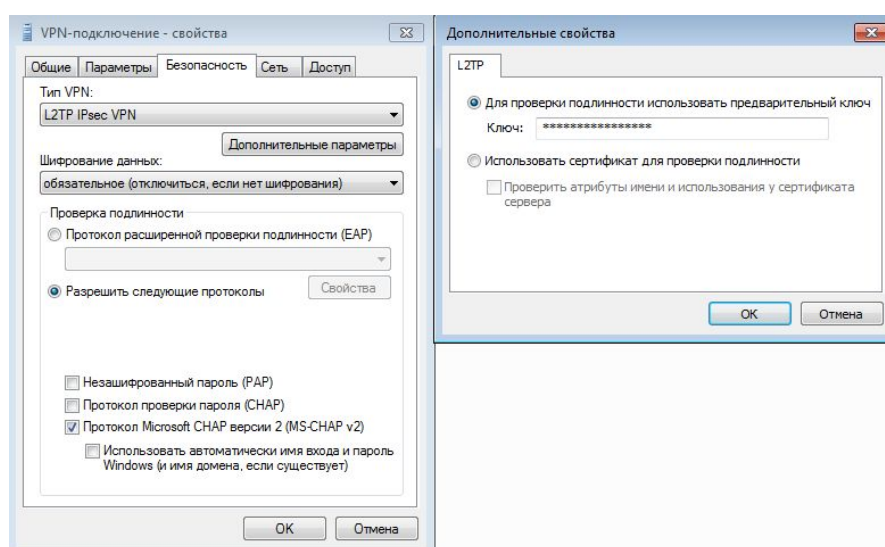 VPN-подключение - свойства
Общие Параметры Безопасность Сеть Доступ
Тип VPN:
L2TP IPsec VPN
Дополнительные параметры
Шифрование данных:
обязательное (отключиться, если нет шифрования)
Проверка подлинности
Протокол расширенной проверки подлинности (EAP)
Разрешить следующие протоколы
Свойства
Незашифрованный пароль (PAP)
Протокол проверки пароля (CHAP)
Протокол Microsoft CHAP версии 2 (MS-CHAP v2)
Использовать автоматически имя входа и пароль
Windows (и имя домена, если существует)
ОК Отмена
Дополнительные свойства
L2TP
Для проверки подлинности использовать предварительный ключ
Ключ: ****************
Использовать сертификат для проверки подлинности
Проверить атрибуты имени и использования у сертификата
сервера
ОК Отмена